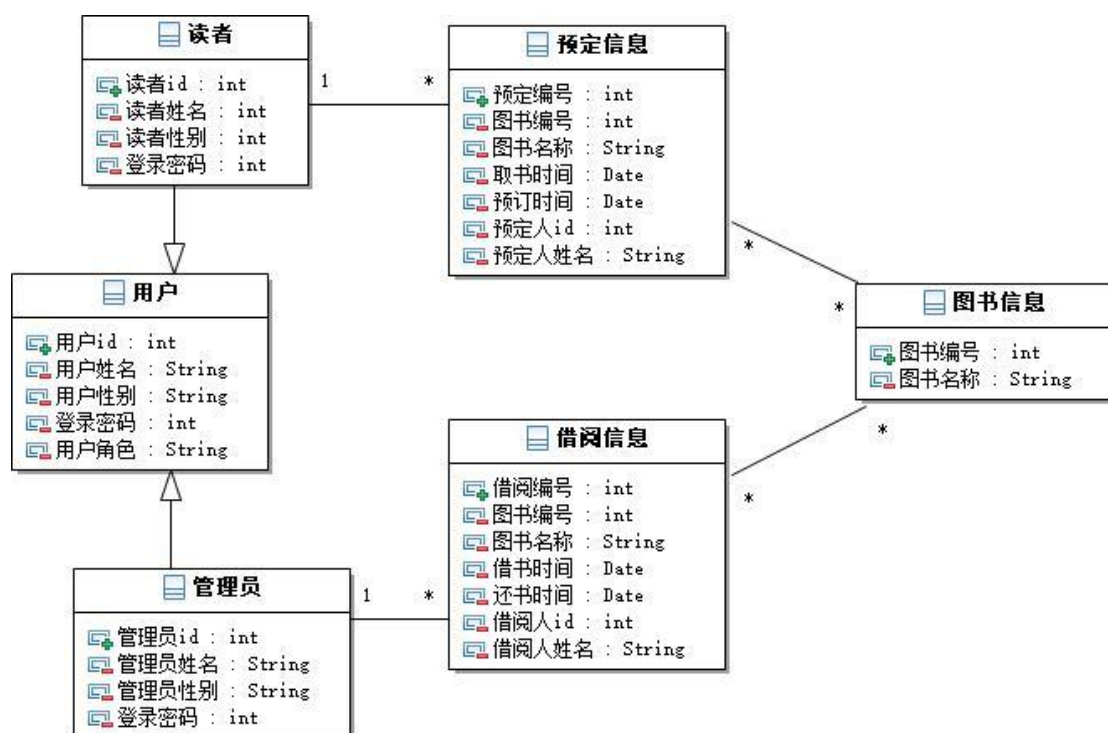 读者
读者id : int
读者姓名 : int
读者性别 : int
登录密码 : int
1
*
预定信息
预定编号 : int
图书编号 : int
图书名称 : String
取书时间 : Date
预订时间 : Date
预定人id : int
预定人姓名 : String
*
*
用户
用户id : int
用户姓名 : String
用户性别 : String
登录密码 : int
用户角色 : String
图书信息
图书编号 : int
图书名称 : String
*
*
借阅信息
借阅编号 : int
图书编号 : int
图书名称 : String
借书时间 : Date
还书时间 : Date
借阅人id : int
借阅人姓名 : String
管理员
管理员id : int
管理员姓名 : String
管理员性别 : String
登录密码 : int
1
*